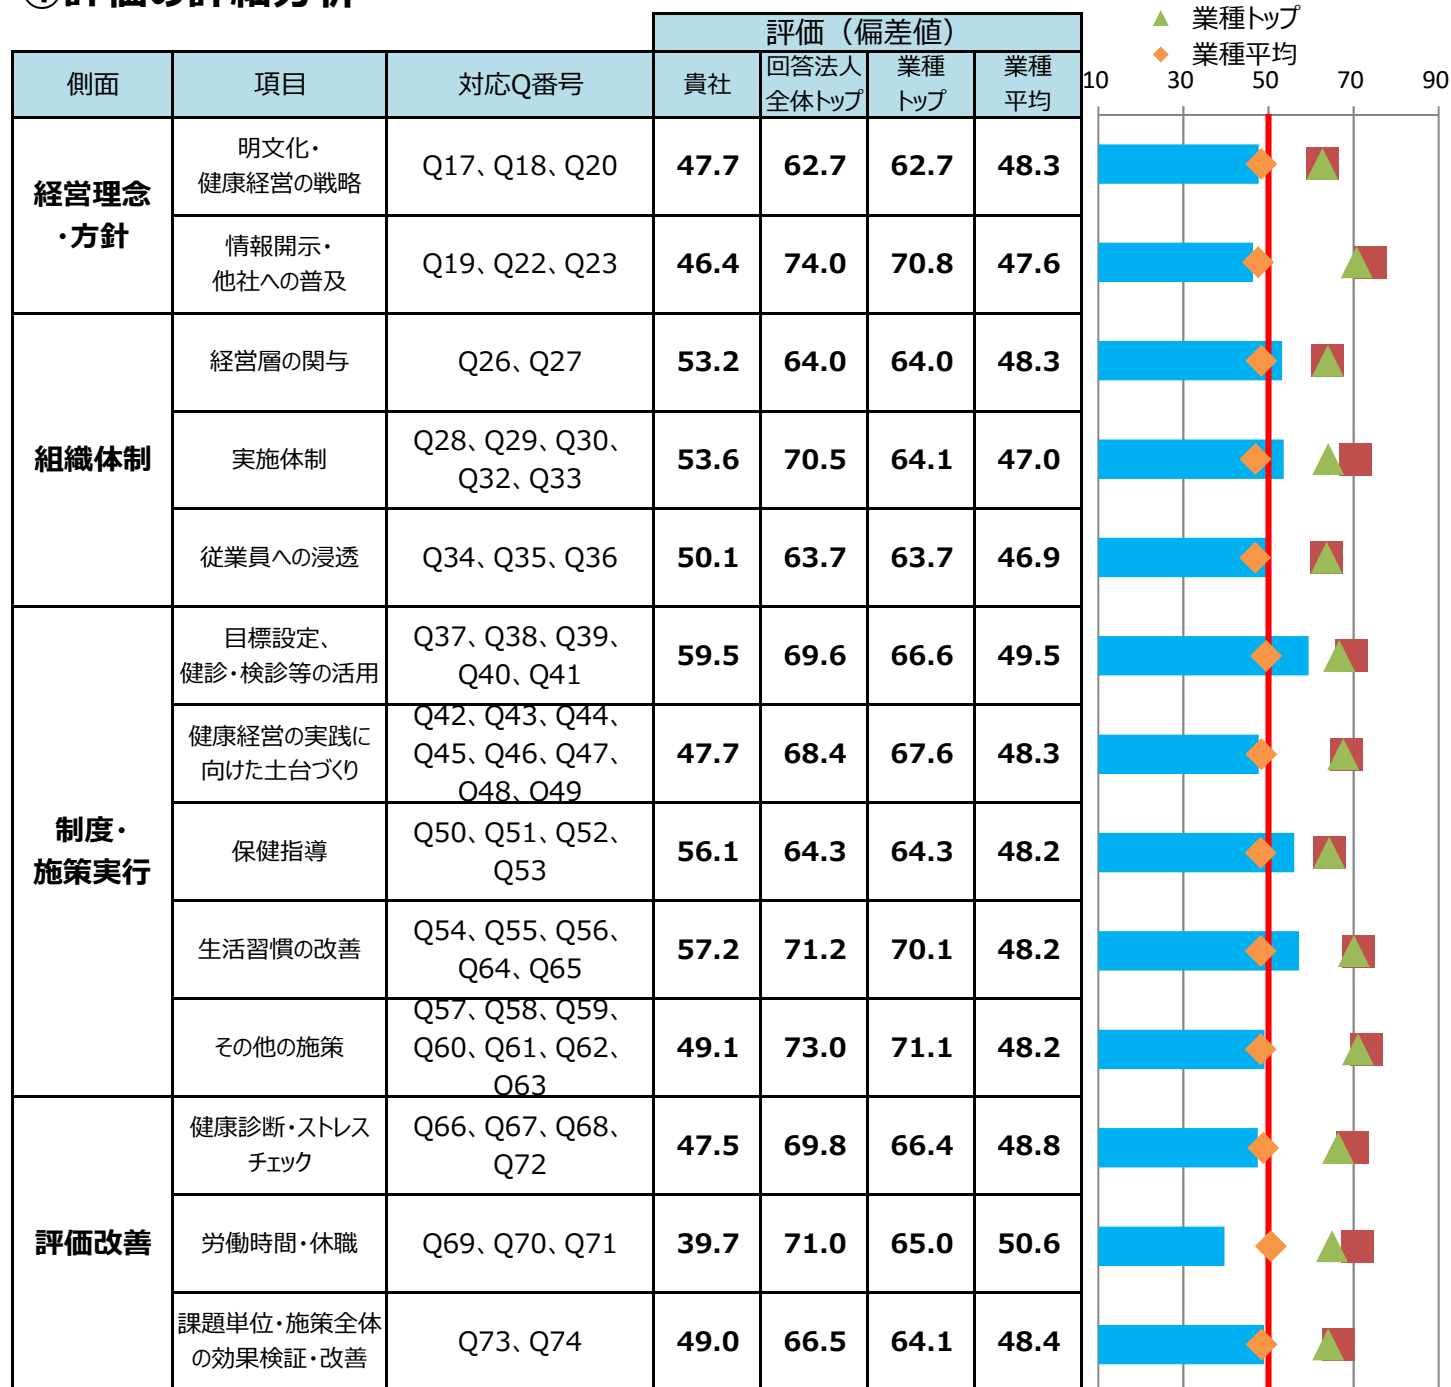 ①評価の詳細分析
業種トップ
業種平均
評価（偏差値）
側面 項目 対応Q番号 貴社 回答法人全体トップ 業種トップ 業種平均
10 30 50 70 90
経営理念・方針
明文化・
健康経営の戦略
Q17、Q18、Q20
47.7 62.7 62.7 48.3
情報開示・
他社への普及
Q19、Q22、Q23
46.4 74.0 70.8 47.6
組織体制
経営層の関与
Q26、Q27
53.2 64.0 64.0 48.3
実施体制
Q28、Q29、Q30、
Q32、Q33
53.6 70.5 64.1 47.0
従業員への浸透
Q34、Q35、Q36
50.1 63.7 63.7 46.9
制度・
施策実行
目標設定、
健診・検診等の活用
Q37、Q38、Q39、
Q40、Q41
59.5 69.6 66.6 49.5
健康経営の実践に
向けた土台づくり
Q42、Q43、Q44、
Q45、Q46、Q47、
Q48、Q49
47.7 68.4 67.6 48.3
保健指導
Q50、Q51、Q52、
Q53
56.1 64.3 64.3 48.2
生活習慣の改善
Q54、Q55、Q56、
Q64、Q65
57.2 71.2 70.1 48.2
その他の施策
Q57、Q58、Q59、
Q60、Q61、Q62、
Q63
49.1 73.0 71.1 48.2
評価改善
健康診断・ストレス
チェック
Q66、Q67、Q68、
Q72
47.5 69.8 66.4 48.8
労働時間・休職
Q69、Q70、Q71
39.7 71.0 65.0 50.6
課題単位・施策全体
の効果検証・改善
Q73、Q74
49.0 66.5 64.1 48.4